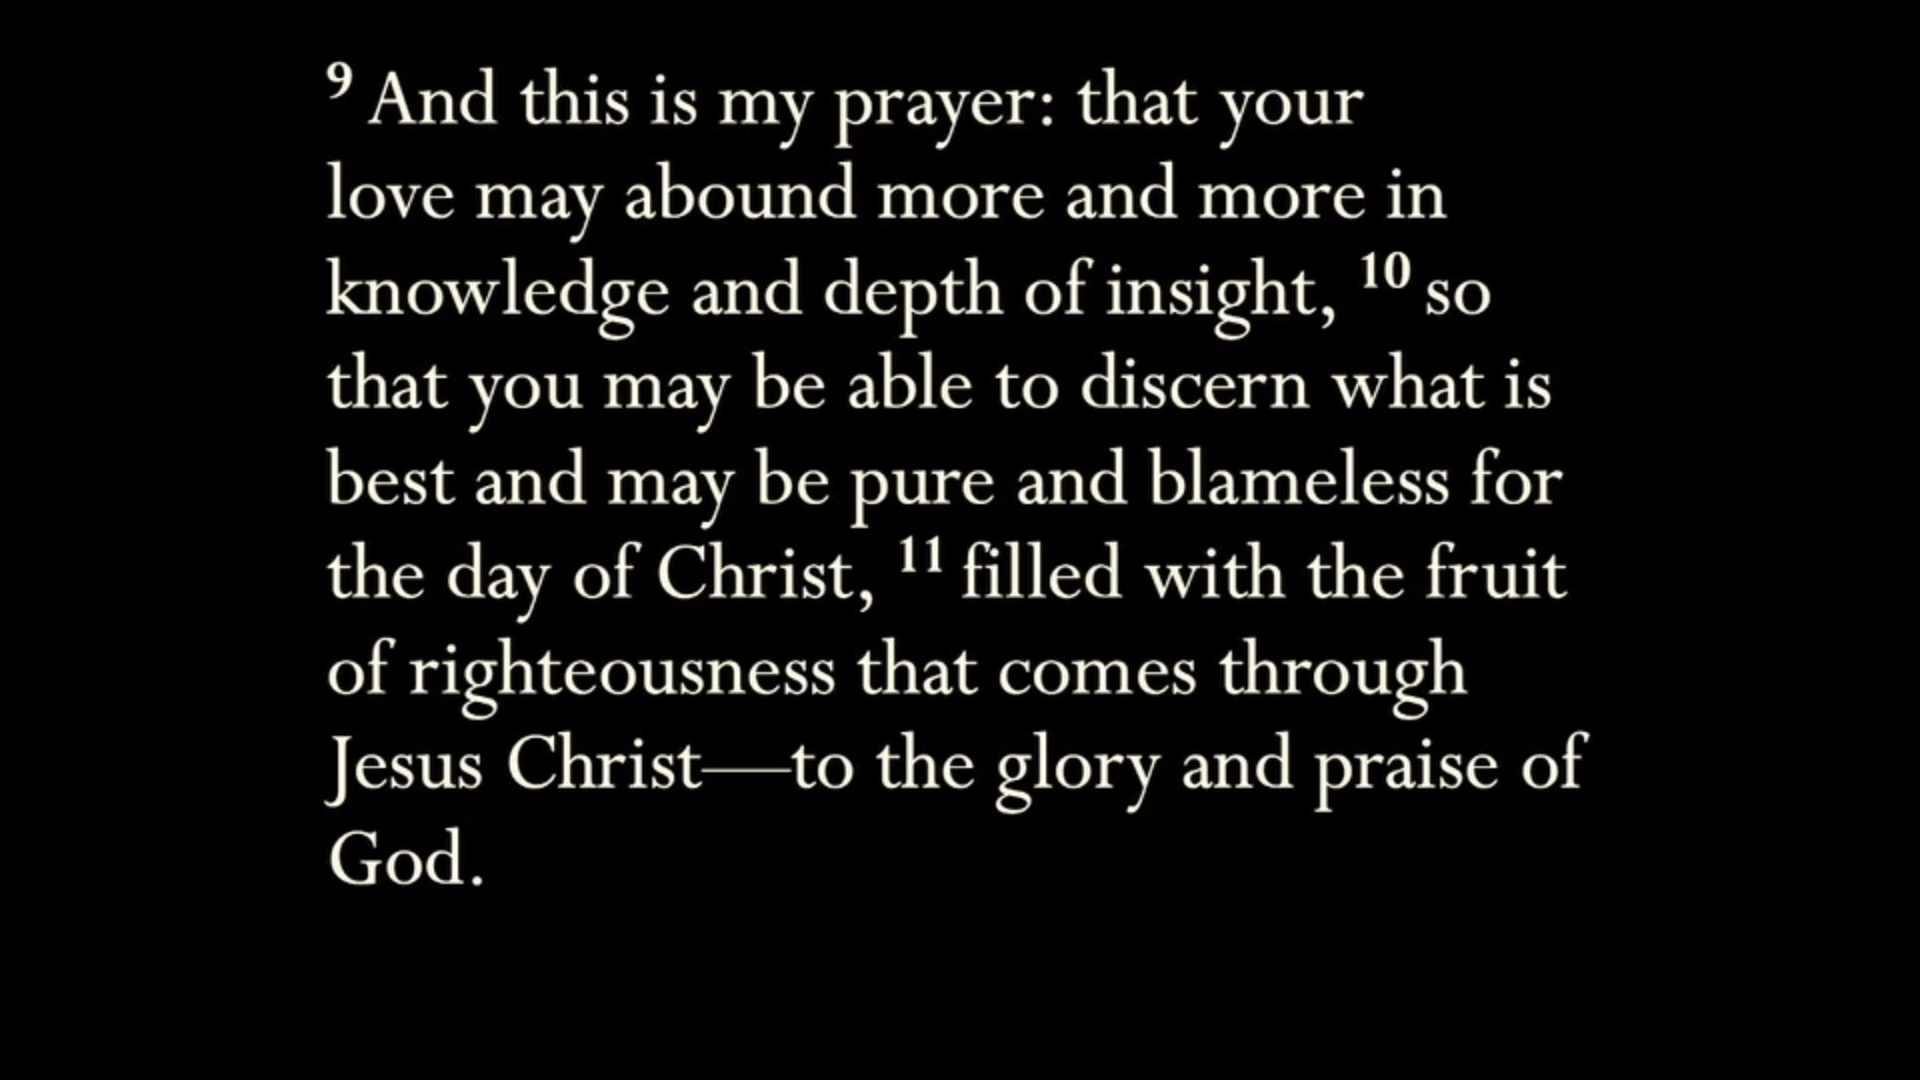 9 And this is my prayer: that your
love may abound more and more in
knowledge and depth of insight, 10 so
that you may be able to discern what is
best and may be pure and blameless for
the day of Christ, 11 filled with the fruit
of righteousness that comes through
Jesus Christ—to the glory and praise of
God.